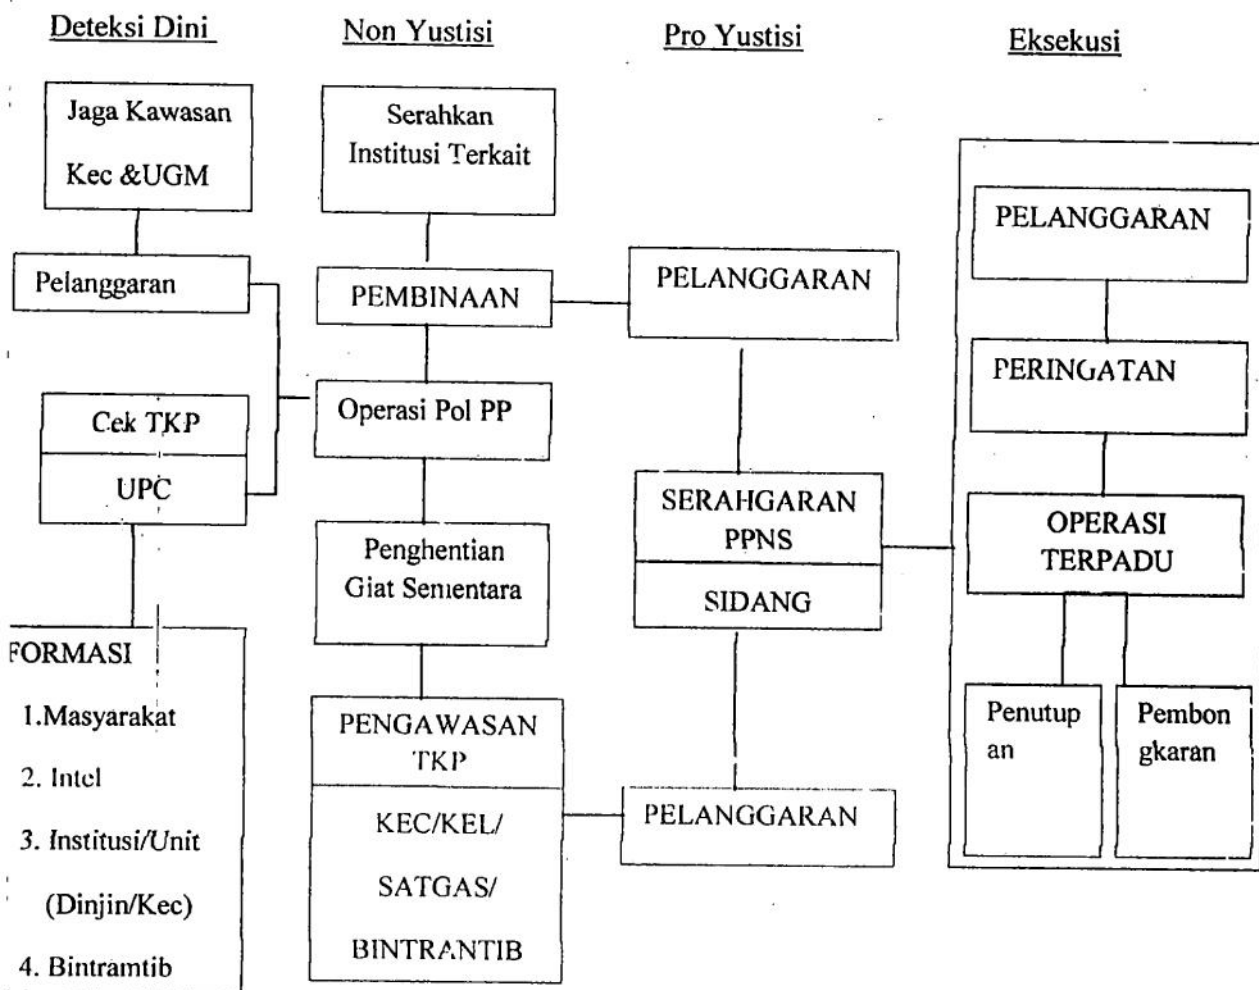 Deteksi Dini
Non Yustisi
Pro Yustisi
Eksekusi
Jaga Kawasan
Kec &UGM
Pelanggaran
Cek TKP
UPC
FORMASI
1.Masyarakat
2. Intel
3. Institusi/Unit
(Dinjin/Kec)
4. Bintramtib
Serahkan
Institusi Terkait
PEMBINAAN
Operasi Pol PP
Penghentian
Giat Sementara
PENGAWASAN
TKP
KEC/KEL/
SATGAS/
BINTRANTIB
PELANGGARAN
SERAHGARAN
PPNS
SIDANG
PELANGGARAN
PELANGGARAN
PERINGATAN
OPERASI
TERPADU
Penutup
an
Pembon
gkaran